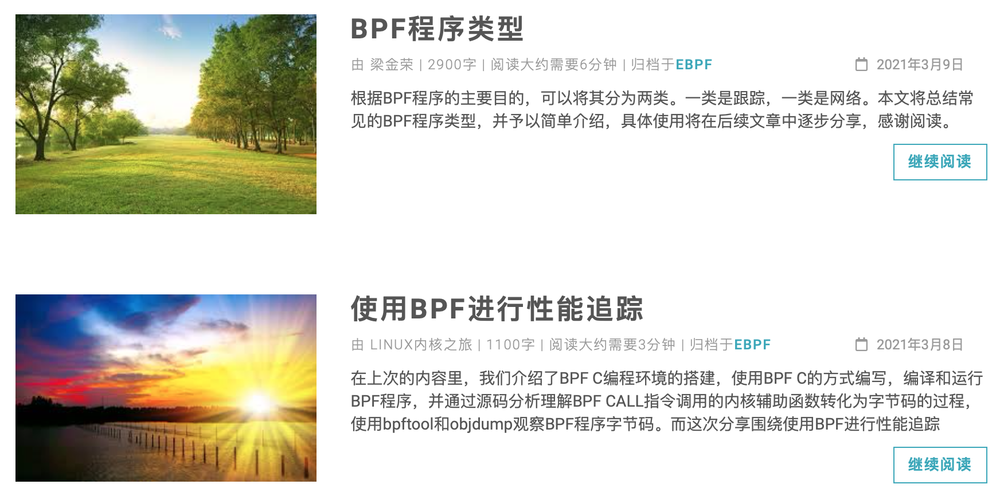 BPF程序类型
由 梁金荣 | 2900字 | 阅读大约需要6分钟 | 归档于EBPF 2021年3月9日
根据BPF程序的主要目的，可以将其分为两类。一类是跟踪，一类是网络。本文将总结常
见的BPF程序类型，并予以简单介绍，具体使用将在后续文章中逐步分享，感谢阅读。
继续阅读
使用BPF进行性能追踪
由 LINUX内核之旅 | 1100字 | 阅读大约需要3分钟 | 归档于EBPF 2021年3月8日
在上次的内容里，我们介绍了BPF C编程环境的搭建，使用BPF C的方式编写，编译和运行
BPF程序，并通过源码分析理解BPF CALL指令调用的内核辅助函数转化为字节码的过程，
使用bpftool和objdump观察BPF程序字节码。而这次分享围绕使用BPF进行性能追踪
继续阅读